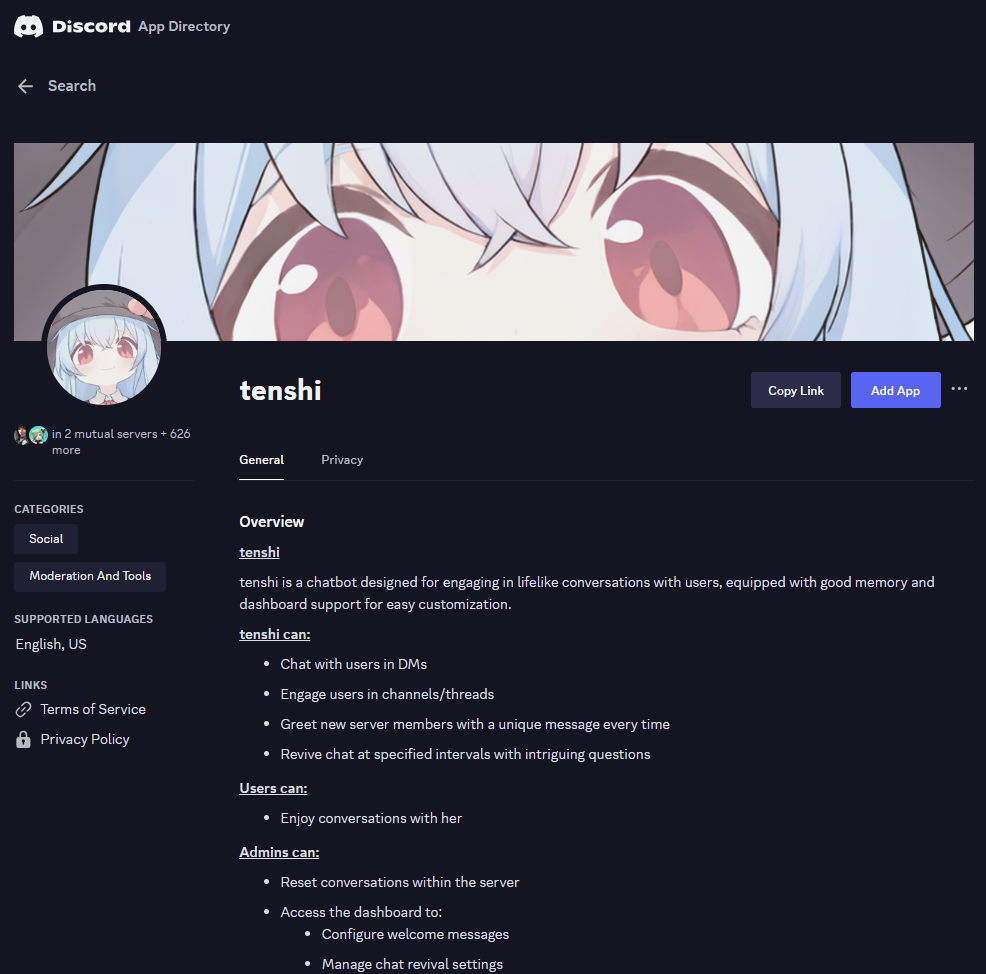 Discord App Directory
Search
tenshi
Copy Link
Add App
in 2 mutual servers + 626
more
General
Privacy
CATEGORIES
Social
Moderation And Tools
SUPPORTED LANGUAGES
English, US
LINKS
Terms of Service
Privacy Policy
Overview
tenshi
tenshi is a chatbot designed for engaging in lifelike conversations with users, equipped with good memory and
dashboard support for easy customization.
tenshi can:
Chat with users in DMs
Engage users in channels/threads
Greet new server members with a unique message every time
Revive chat at specified intervals with intriguing questions
Users can:
Enjoy conversations with her
Admins can:
Reset conversations within the server
Access the dashboard to:
Configure welcome messages
Manage chat revival settings